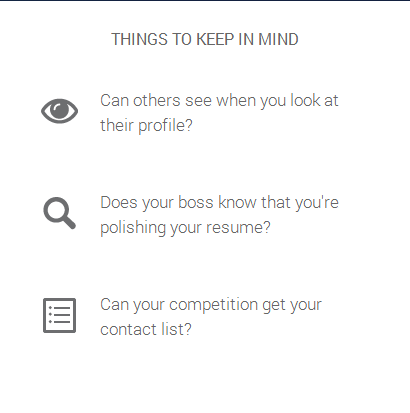 THINGS TO KEEP IN MIND
Can others see when you look at
their profile?
Does your boss know that you're
polishing your resume?
Can your competition get your
contact list?